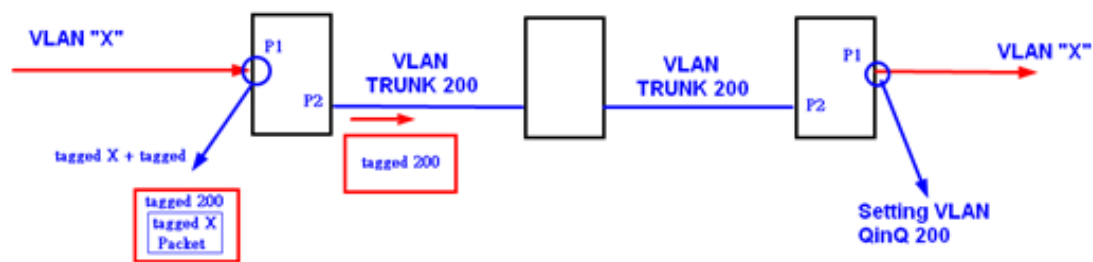 VLAN "X"
P1
P2
tagged X + tagged
tagged 200
tagged X
Packet
VLAN
TRUNK 200
tagged 200
VLAN
TRUNK 200
P1
P2
VLAN "X"
Setting VLAN
QinQ 200